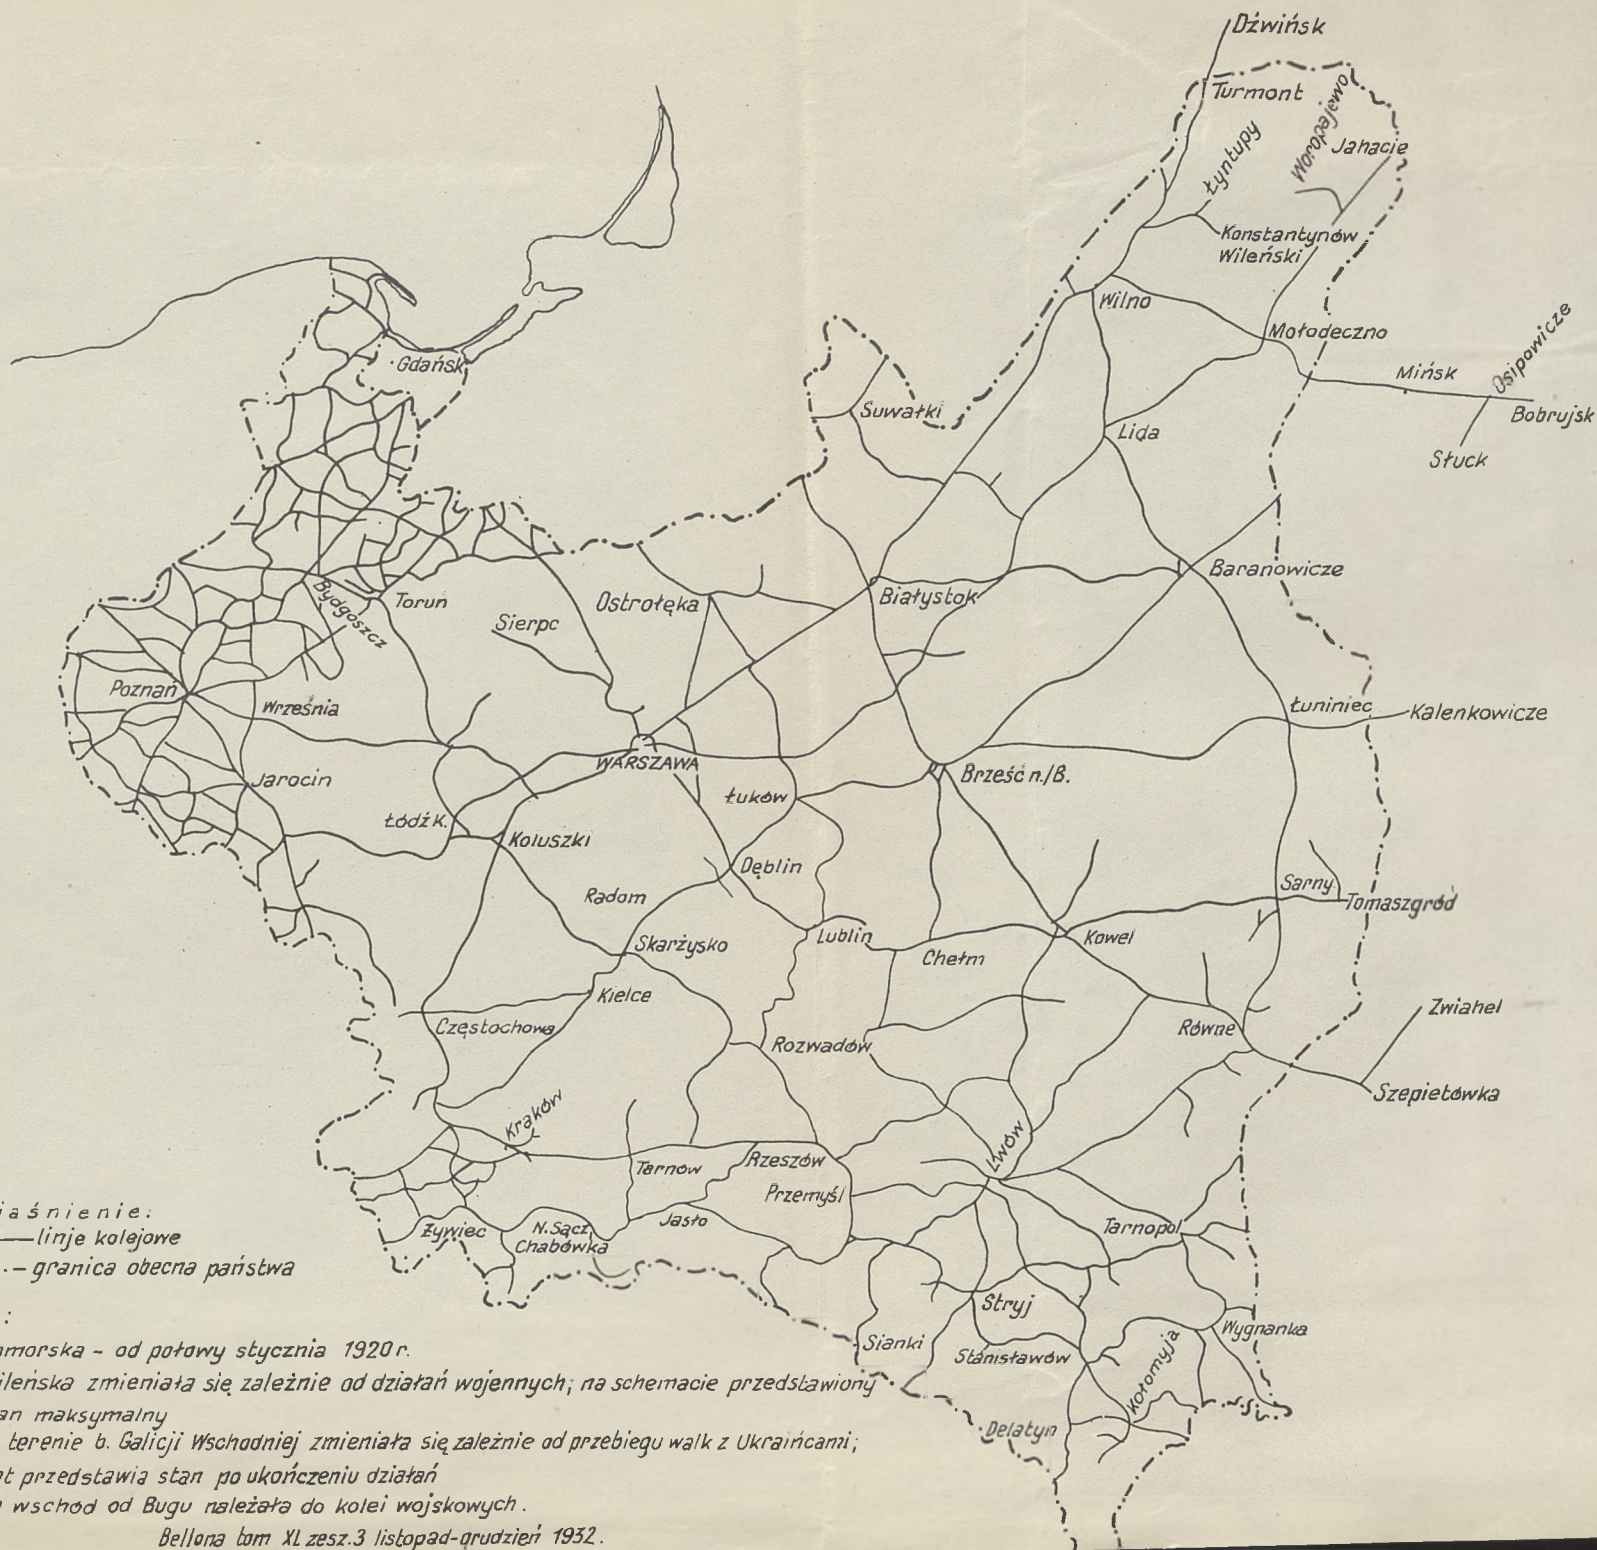 Dźwińsk
Turmont
Woropajewo
Jahacie
Łyntupy
Konstantynów
Wileński
Wilno
Mołodeczno
Gdańsk
Mińsk
Osipowicze
Bobrujsk
Słuck
Suwałki
Lida
Baranowicze
Białystok
Ostrołęka
Bydgoszcz
Torun
Sierpc
Poznań
Września
Łuniniec
Kalenkowicze
WARSZAWA
Brześć n./B.
Jarocin
Łuków
Łódź K.
Koluszki
Dęblin
Radom
Sarny
Tomaszgród
Skarżysko
Lublin
Chełm
Kowel
Kielce
Częstochowa
Rozwadów
Równe
Zwiahel
Szepietówka
Kraków
Lwów
Tarnów
Rzeszów
Przemyśl
Żywiec
N.Sącz
Chabówka
Jasło
Tarnopol
Stryj
Sianki
Stanisławów
Wygnanka
Kołomyja
Delatyn
jaśnienie:
— linje kolejowe
.— granica obecna państwa
:
morska – od połowy stycznia 1920 r.
ileńska zmieniała się zależnie od działań wojennych; na schemacie przedstawiony
an maksymalny
terenie b. Galicji Wschodniej zmieniała się zależnie od przebiegu walk z Ukraińcami;
t przedstawia stan po ukończeniu działań
wschód od Bugu należała do kolei wojskowych.
Bellona tom XL zesz.3 listopad-grudzień 1932.